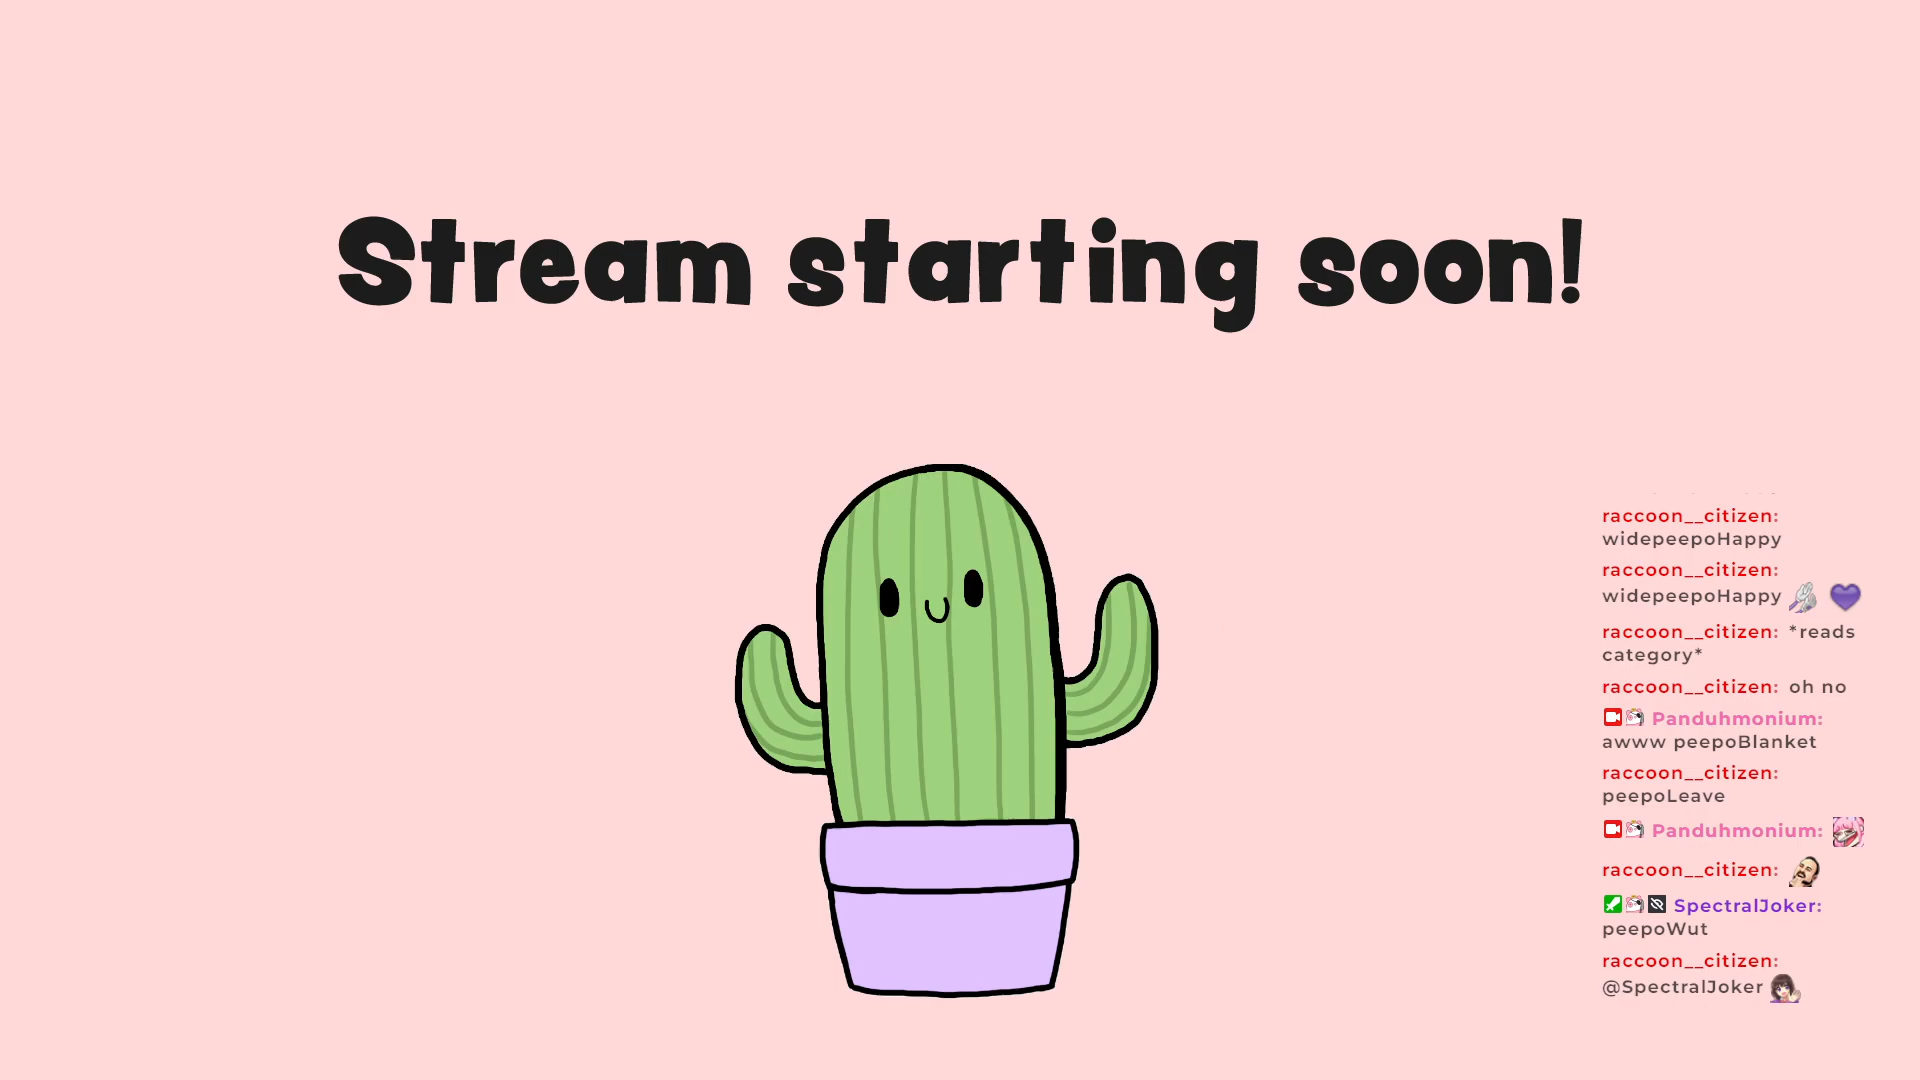 Stream starting soon!
raccoon__citizen:
widepeepoHappy
raccoon__citizen:
widepeepoHappy
raccoon__citizen: *reads
category*
raccoon__citizen: oh no
Panduhmonium:
awww peepoBlanket
raccoon__citizen:
peepoLeave
Panduhmonium:
raccoon__citizen:
SpectralJoker:
peepoWut
raccoon__citizen:
@SpectralJoker